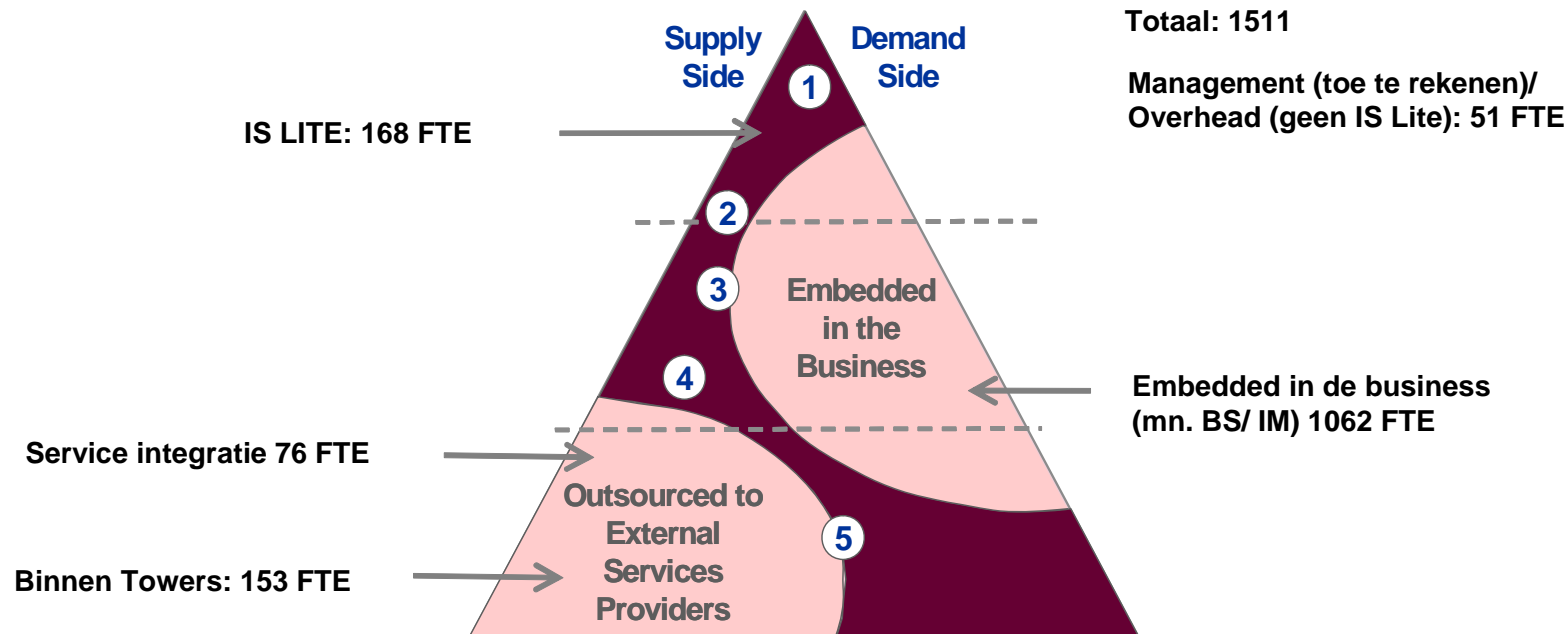 Supply
Side
Demand
Side
Totaal: 1511
Management (toe te rekenen)/
Overhead (geen IS Lite): 51 FTE
1
IS LITE: 168 FTE
2
3
Embedded
in the
Business
4
Embedded in de business
(mn. BS/ IM) 1062 FTE
Service integratie 76 FTE
Outsourced to
External
Services
Providers
5
Binnen Towers: 153 FTE